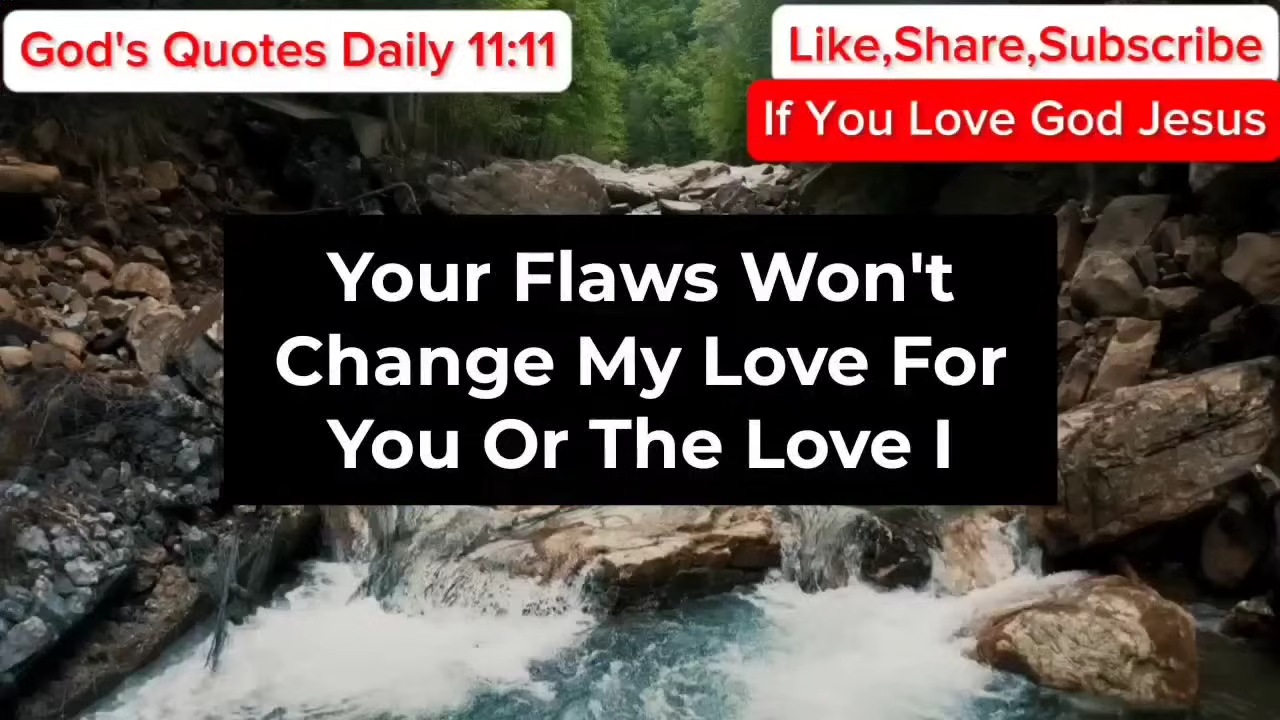 God's Quotes Daily 11:11
Like,Share,Subscribe
If You Love God Jesus
Your Flaws Won't
Change My Love For
You Or The Love I